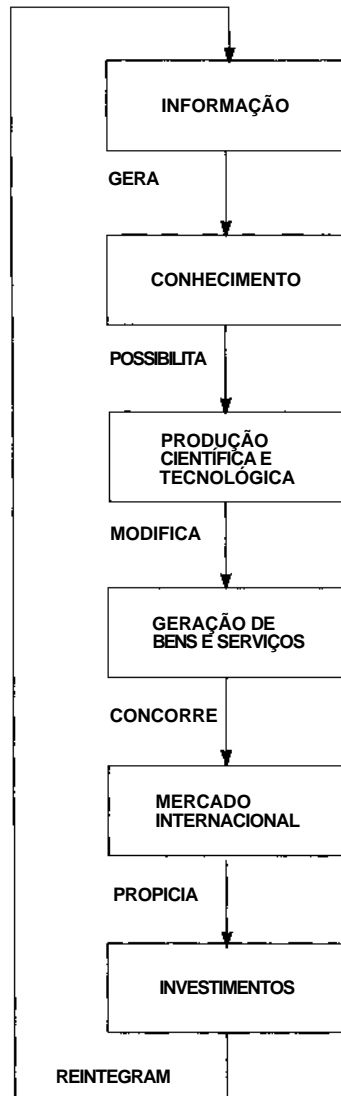 INFORMAÇÃO
GERA
CONHECIMENTO
POSSIBILITA
PRODUÇÃO
CIENTÍFICA E
TECNOLÓGICA
MODIFICA
GERAÇÃO DE
BENS E SERVIÇOS
CONCORRE
MERCADO
INTERNACIONAL
PROPICIA
INVESTIMENTOS
REINTEGRAM